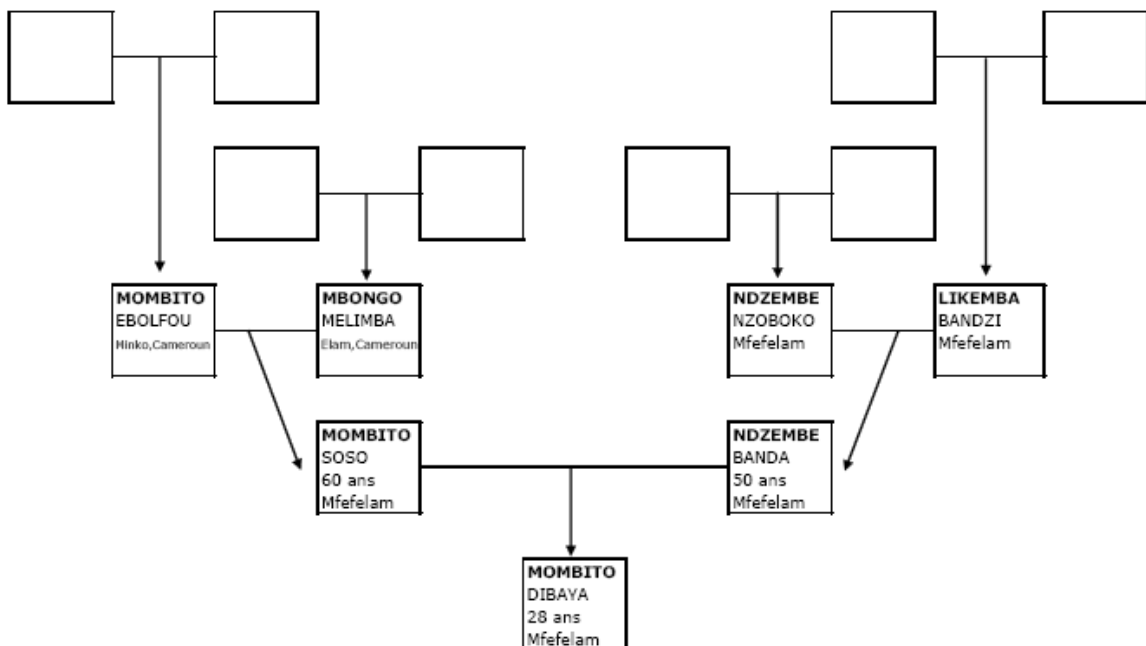 MOMBITO
EBOLFOU
Minko,Cameroun
MBONGO
MELIMBA
Elam,Cameroun
NDZEMBE
NZOBOKO
Mfefelam
LIKEMBA
BANDZI
Mfefelam
MOMBITO
SOSO
60 ans
Mfefelam
NDZEMBE
BANDA
50 ans
Mfefelam
MOMBITO
DIBAYA
28 ans
Mfefelam